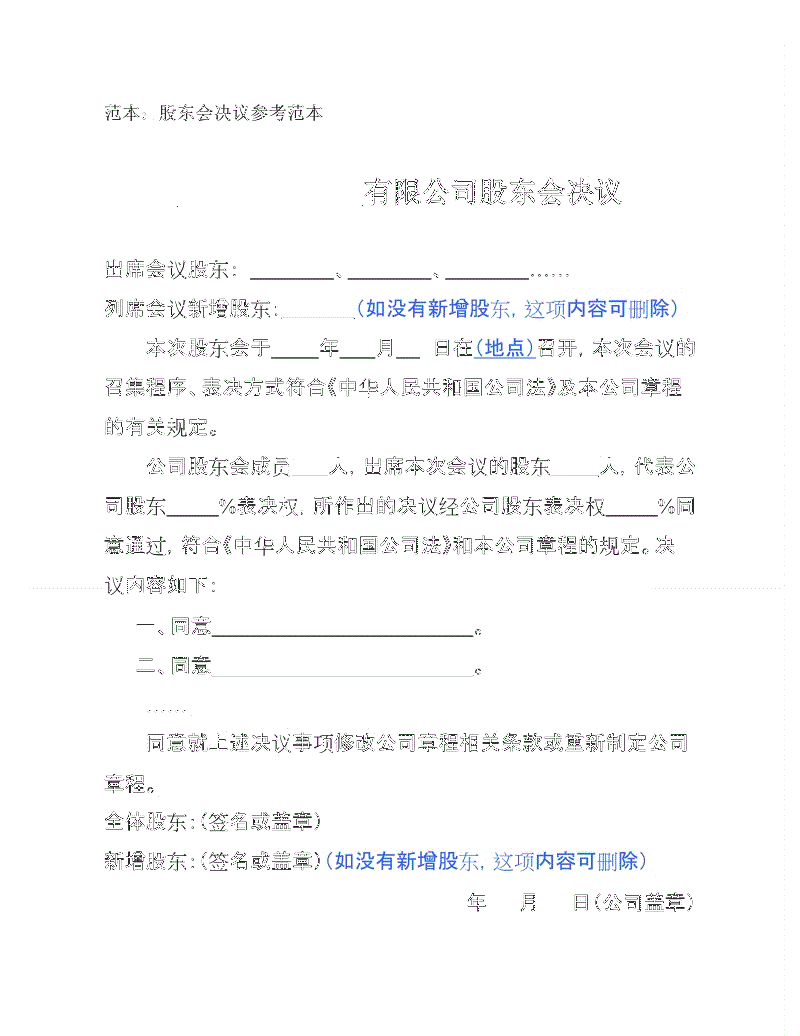 范本：股东会决议参考范本
有限公司股东会决议
出席会议股东：________、________、________……
列席会议新增股东：_______（如没有新增股东，这项内容可删除）
本次股东会于____年___月__ 日在（地点）召开，本次会议的
召集程序、表决方式符合《中华人民共和国公司法》及本公司章程
的有关规定。
公司股东会成员___人，出席本次会议的股东____人，代表公
司股东_____%表决权，所作出的决议经公司股东表决权_____%同
意通过，符合《中华人民共和国公司法》和本公司章程的规定。决
议内容如下：
一、同意_________________________。
二、同意_________________________。
……
同意就上述决议事项修改公司章程相关条款或重新制定公司
章程。
全体股东：（签名或盖章）
新增股东：（签名或盖章）（如没有新增股东，这项内容可删除）
年 月 日（公司盖章）